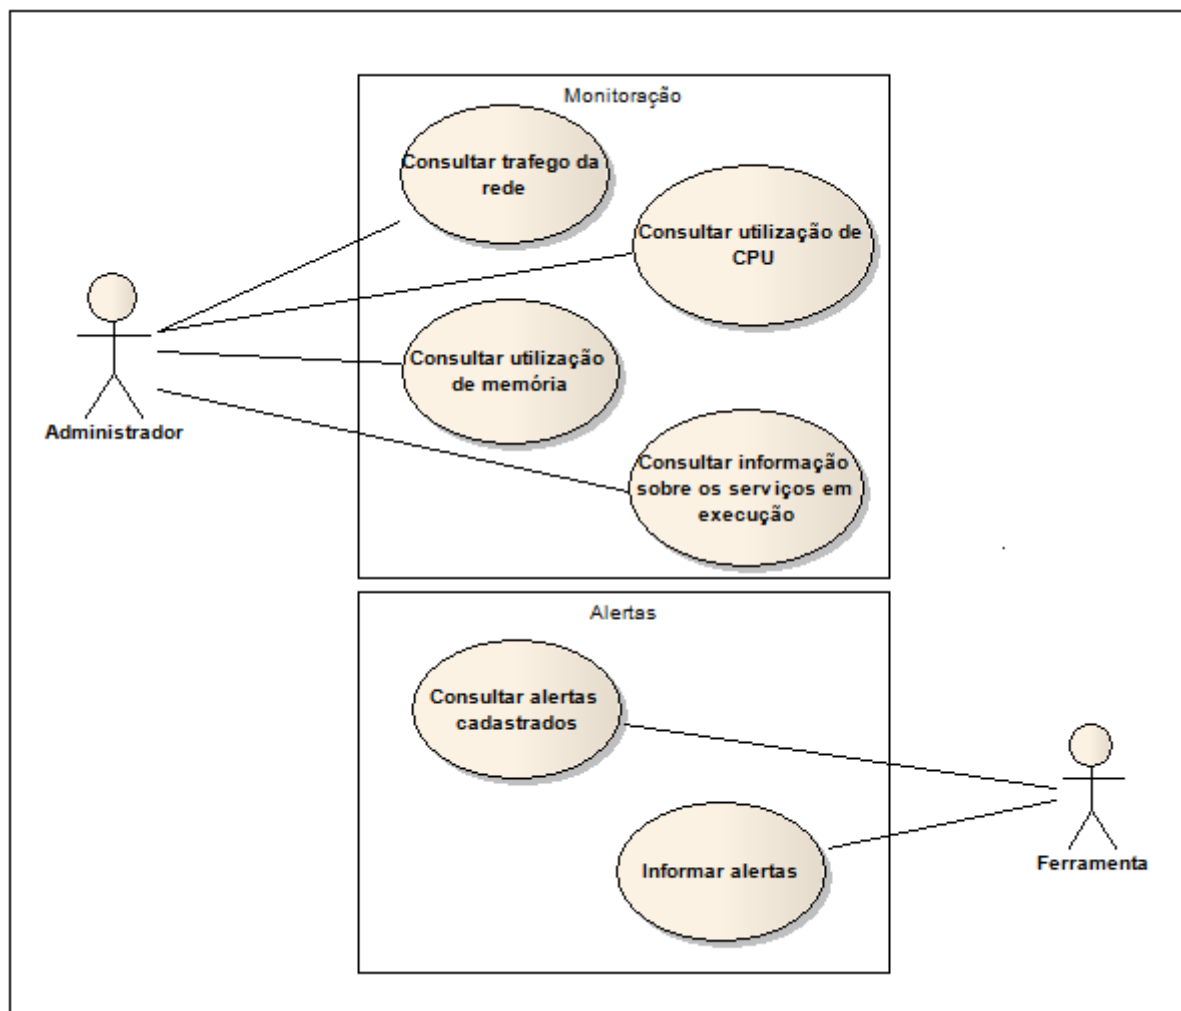 Monitoração
Consultar trafego da
rede
Consultar utilização de
CPU
Consultar utilização
de memória
Administrador
Consultar informação
sobre os serviços em
execução
Alertas
Consultar alertas
cadastrados
Informar alertas
Ferramenta